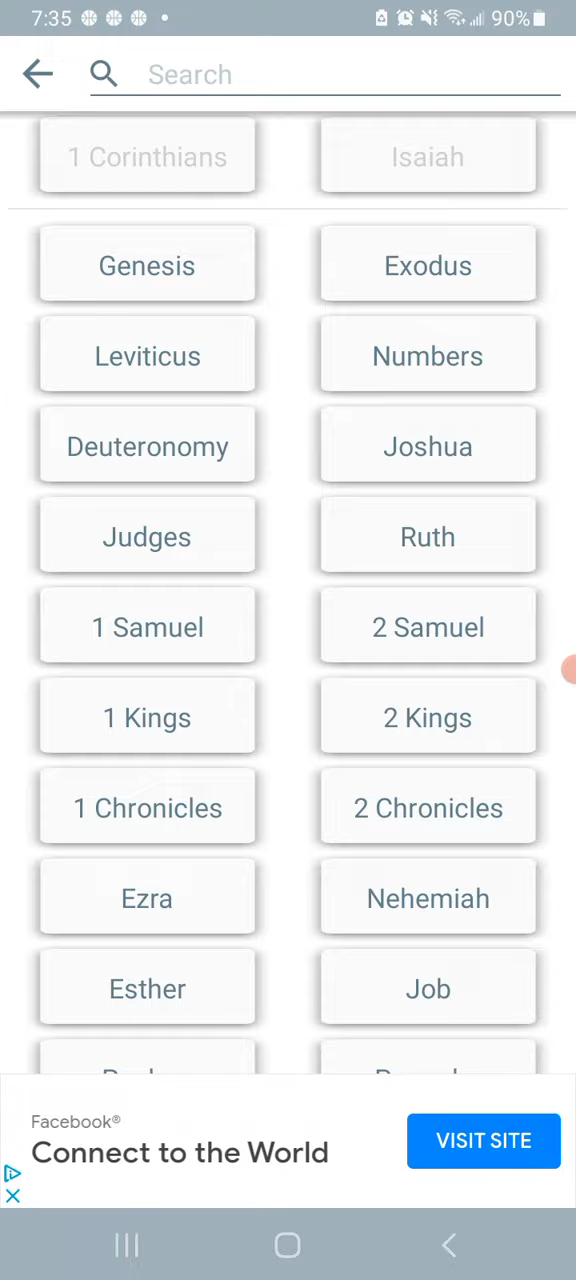 7:35 90%
Search
1 Corinthians Isaiah
Genesis Exodus
Leviticus Numbers
Deuteronomy Joshua
Judges Ruth
1 Samuel 2 Samuel
1 Kings 2 Kings
1 Chronicles 2 Chronicles
Ezra Nehemiah
Esther Job
Facebook®
Connect to the World
VISIT SITE